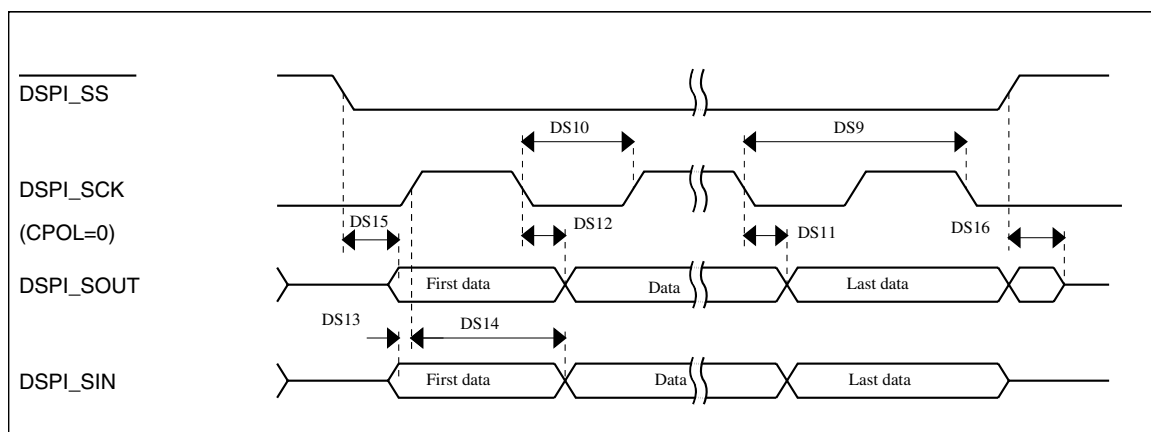 DSPI_SS
DS10
DS9
DSPI_SCK
(CPOL=0)
DS15
DS12
DS11
DS16
DSPI_SOUT
First data
Data
Last data
DS13
DS14
DSPI_SIN
First data
Data
Last data